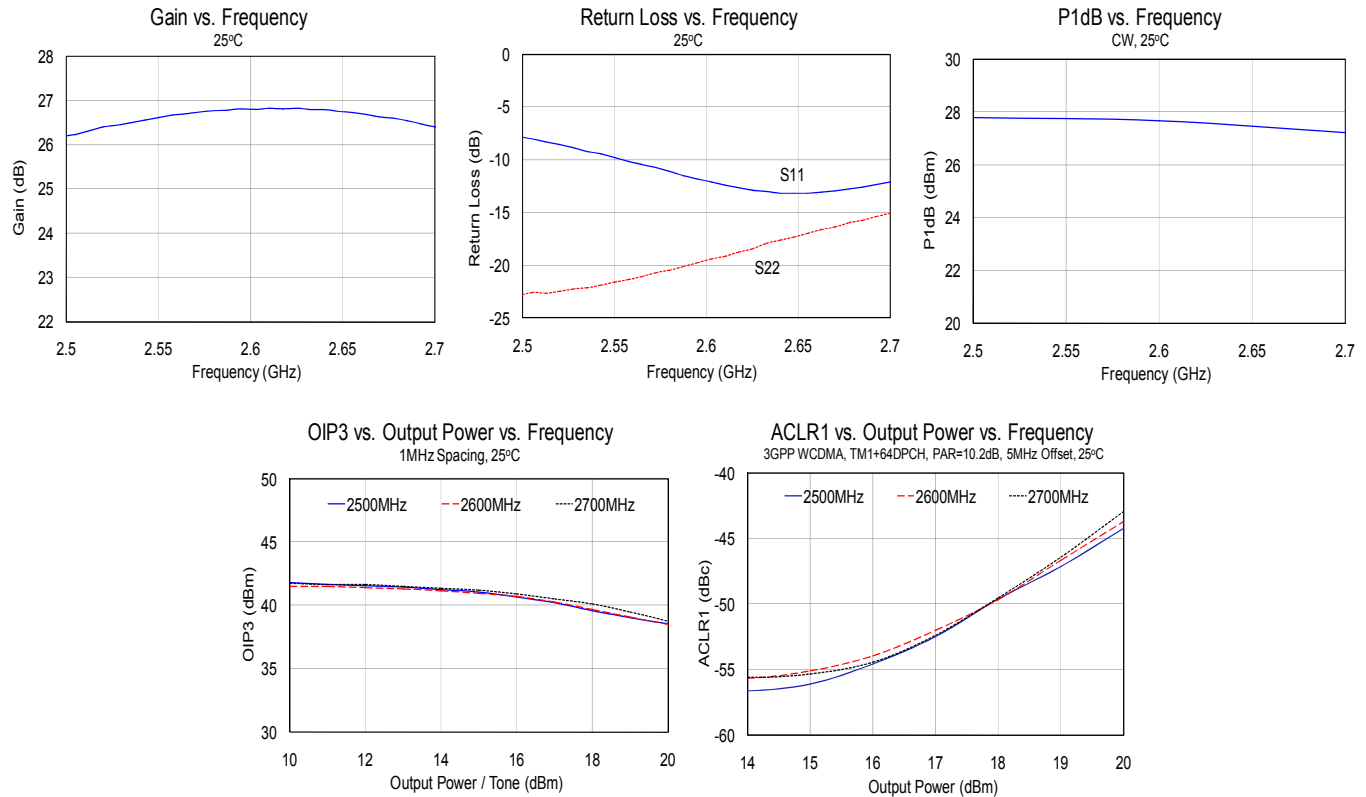 Gain vs. Frequency
25ºC
Gain (dB)
28
27
26
25
24
23
22
2.5
2.55
2.6
2.65
2.7
Frequency (GHz)
Return Loss vs. Frequency
25ºC
Return Loss (dB)
0
-5
-10
-15
-20
-25
S11
S22
2.5
2.55
2.6
2.65
2.7
Frequency (GHz)
P1dB vs. Frequency
CW, 25ºC
P1dB (dBm)
30
28
26
24
22
20
2.5
2.55
2.6
2.65
2.7
Frequency (GHz)
OIP3 vs. Output Power vs. Frequency
1MHz Spacing, 25ºC
OIP3 (dBm)
50
45
40
35
30
2500MHz
2600MHz
2700MHz
10
12
14
16
18
20
Output Power / Tone (dBm)
ACLR1 vs. Output Power vs. Frequency
3GPP WCDMA, TM1+64DPCH, PAR=10.2dB, 5MHz Offset, 25ºC
ACLR1 (dBc)
-40
-45
-50
-55
-60
2500MHz
2600MHz
2700MHz
14
15
16
17
18
19
20
Output Power (dBm)